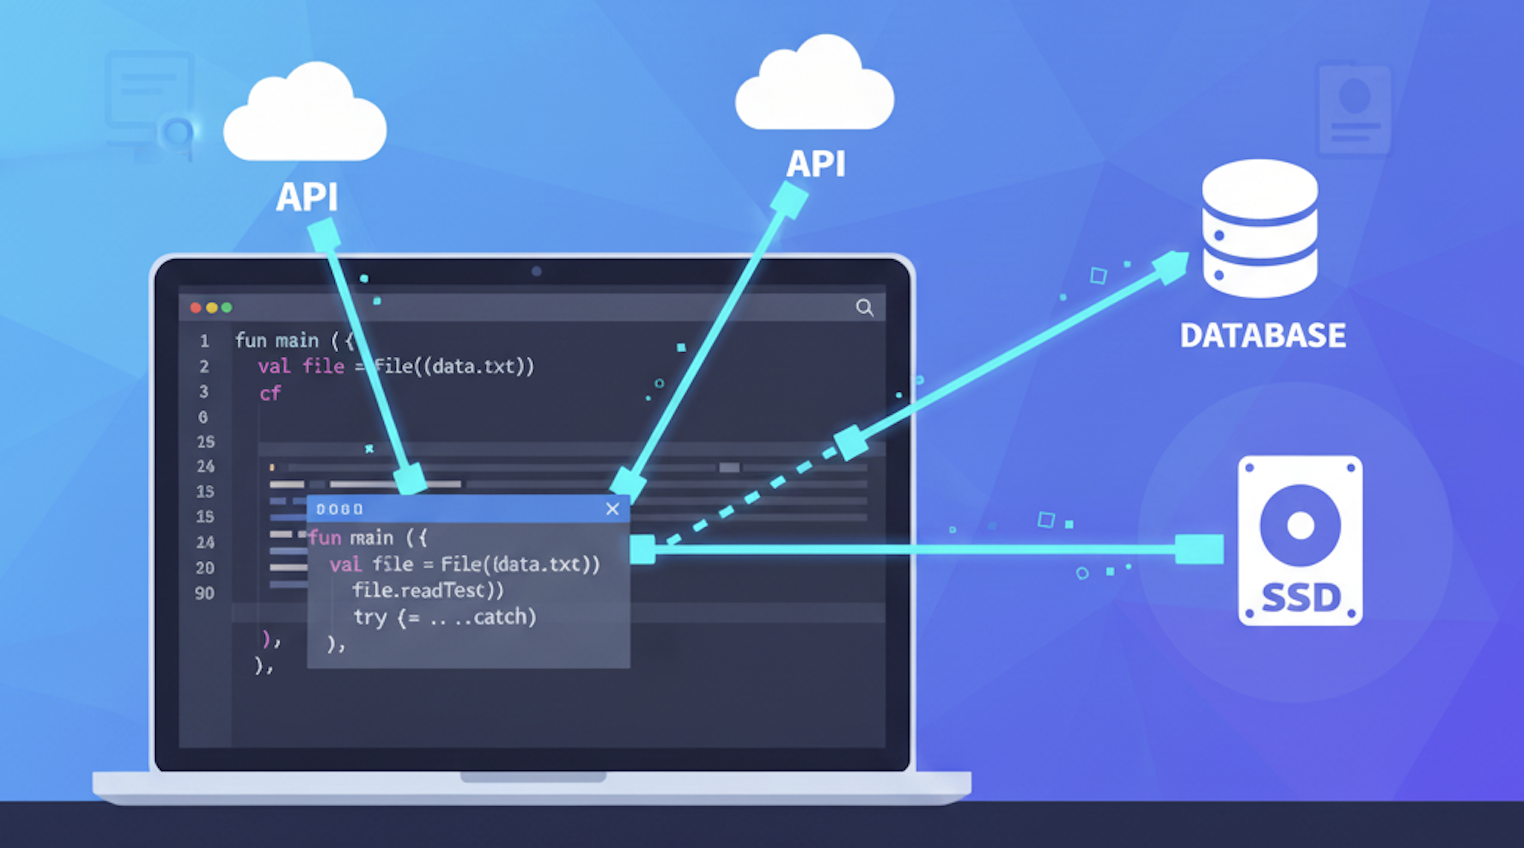 API
API
DATABASE
SSD
1 fun main ({
2 val file = File((data.txt))
3 cf
6
25
24
1S
15
24
20
90
),
),
fun main ({
val file = File((data.txt))
file.readTest))
try {= .. ..catch)
),